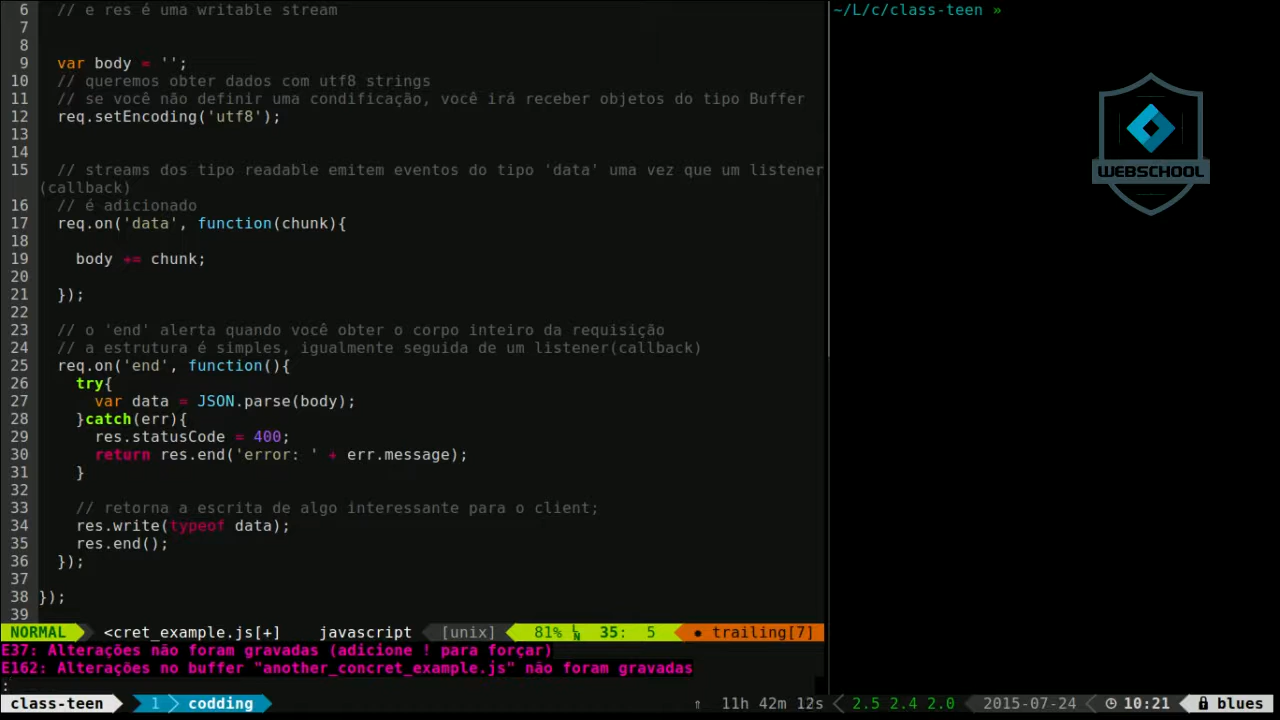 6 // e res é uma writable stream
7
8
9 var body = '';
10 // queremos obter dados com utf8 strings
11 // se você não definir uma condificação, você irá receber objetos do tipo Buffer
12 req.setEncoding('utf8');
13
14
15 // streams dos tipo readable emitem eventos do tipo 'data' uma vez que um listener
(callback)
16 // é adicionado
17 req.on('data', function(chunk){
18
19 body += chunk;
20
21 });
22
23 // o 'end' alerta quando você obter o corpo inteiro da requisição
24 // a estrutura é simples, igualmente seguida de um listener(callback)
25 req.on('end', function(){
26 try{
27 var data = JSON.parse(body);
28 }catch(err){
29 res.statusCode = 400;
30 return res.end('error: ' + err.message);
31 }
32
33 // retorna a escrita de algo interessante para o client;
34 res.write(typeof data);
35 res.end();
36 });
37
38 });
39
NORMAL <cret_example.js[+] javascript [unix] 81% LN 35: 5 ● trailing[7]
E37: Alterações não foram gravadas (adicione ! para forçar)
E162: Alterações no buffer "another_concret_example.js" não foram gravadas
:
~/L/c/class-teen »
WEBSCHOOL
class-teen 1 codding ↑ 11h 42m 12s 2.5 2.4 2.0 2015-07-24 10:21 blues